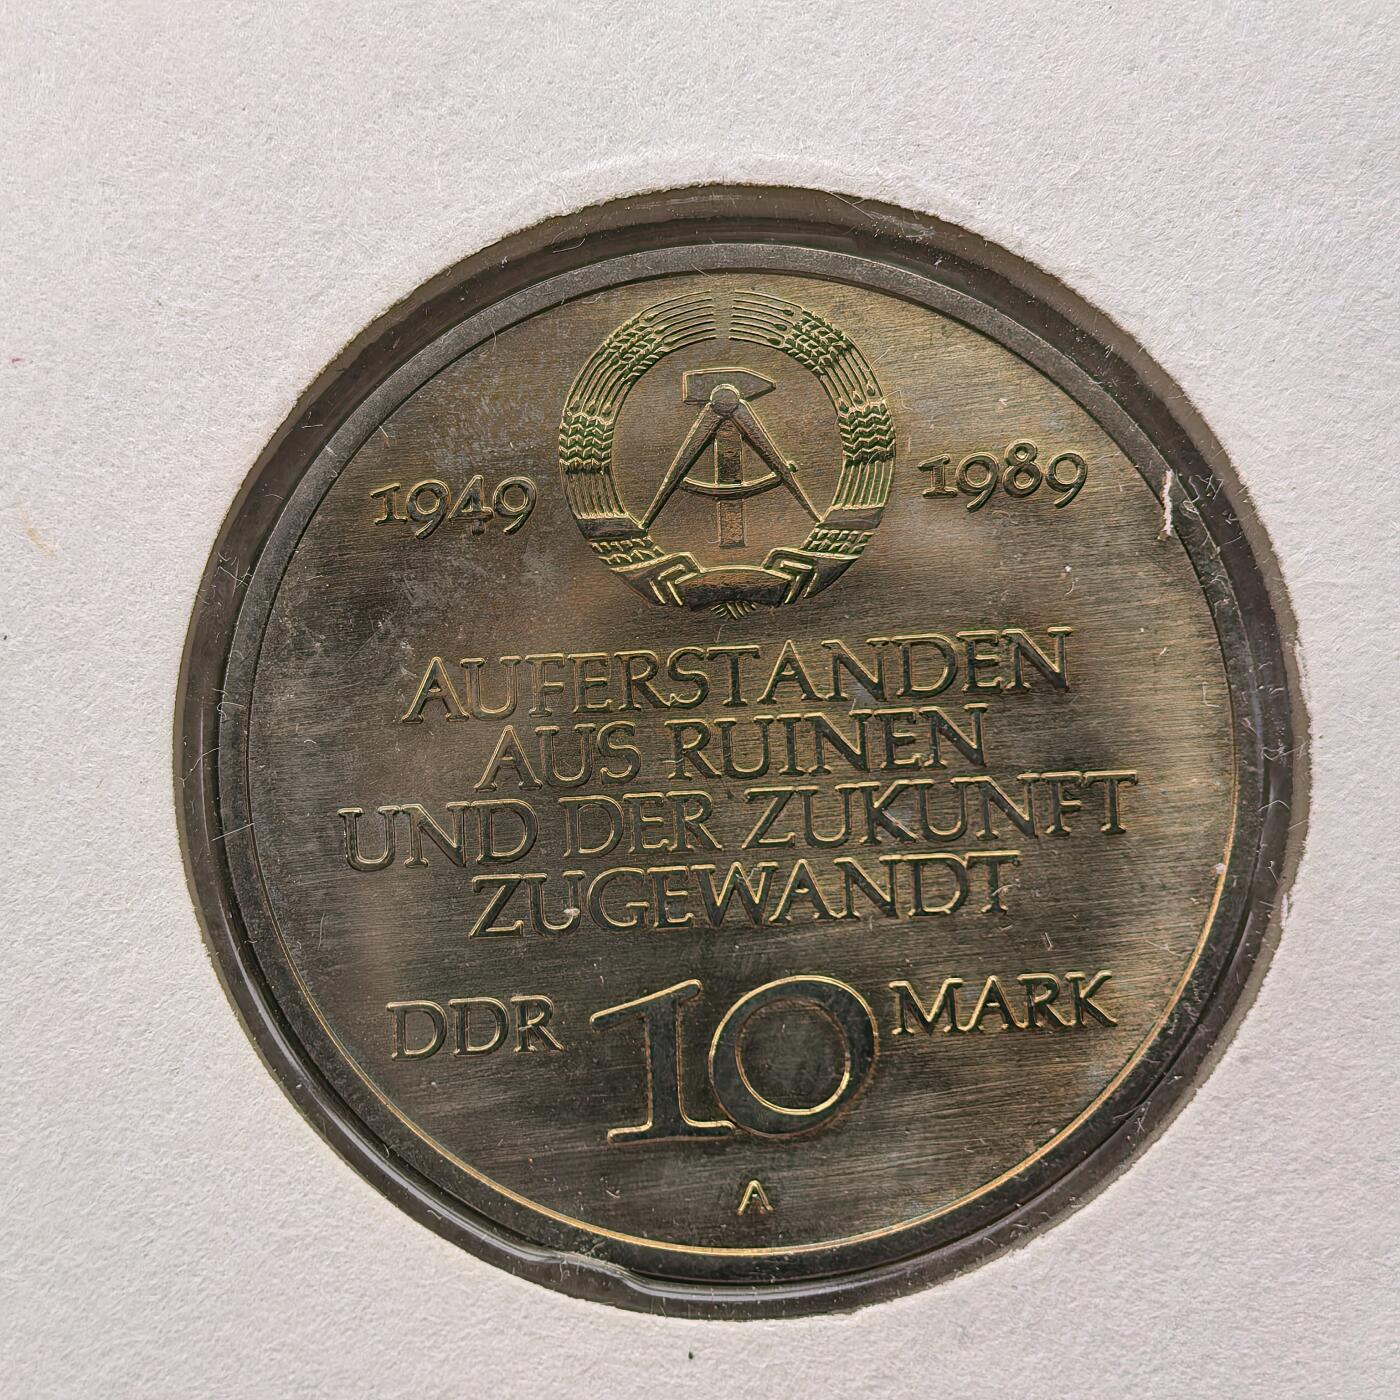 1949 1989
AUFERSTANDEN
AUS RUINEN
UND DER ZUKUNFT
ZUGEWANDT
DDR 10 MARK
A